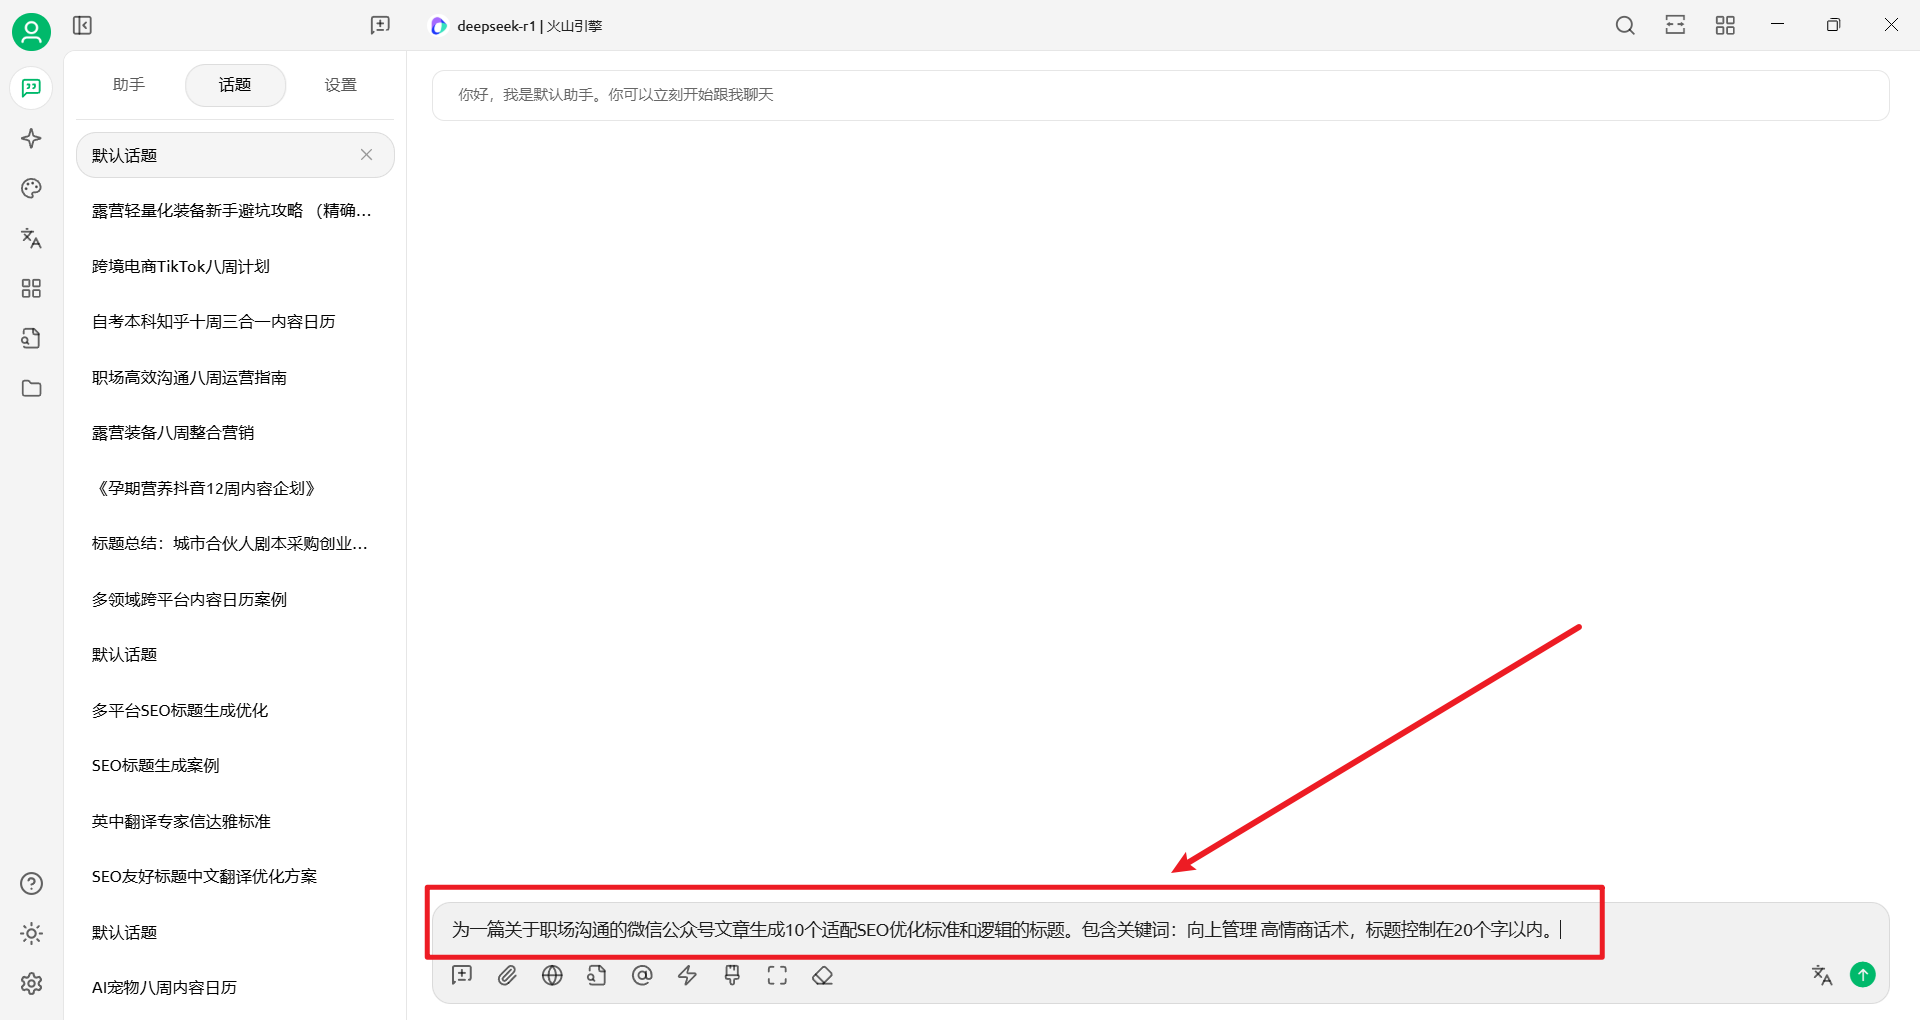 deepseek-r1 | 火山引擎
助手
话题
设置
默认话题
露营轻量化装备新手避坑攻略 （精确...
跨境电商TikTok八周计划
自考本科知乎十周三合一内容日历
职场高效沟通八周运营指南
露营装备八周整合营销
《孕期营养抖音12周内容企划》
标题总结：城市合伙人剧本采购创业...
多领域跨平台内容日历案例
默认话题
多平台SEO标题生成优化
SEO标题生成案例
英中翻译专家信达雅标准
SEO友好标题中文翻译优化方案
默认话题
AI宠物八周内容日历
你好，我是默认助手。你可以立刻开始跟我聊天
为一篇关于职场沟通的微信公众号文章生成10个适配SEO优化标准和逻辑的标题。包含关键词：向上管理 高情商话术，标题控制在20个字以内。